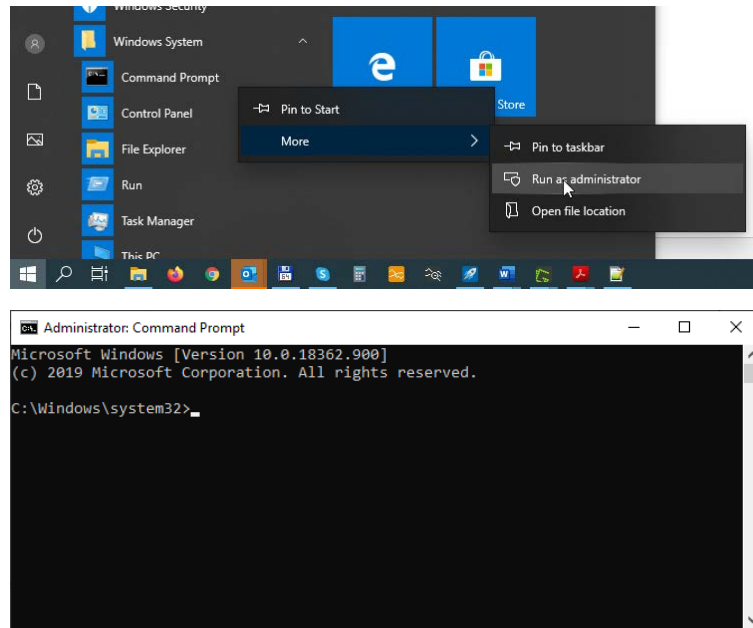 Windows Security
Windows System
Command Prompt
Control Panel
Pin to Start
Store
File Explorer
More
Pin to taskbar
Run
Run as administrator
Open file location
Task Manager
This PC
Administrator: Command Prompt
Microsoft Windows [Version 10.0.18362.900]
(c) 2019 Microsoft Corporation. All rights reserved.
C:\Windows\system32>